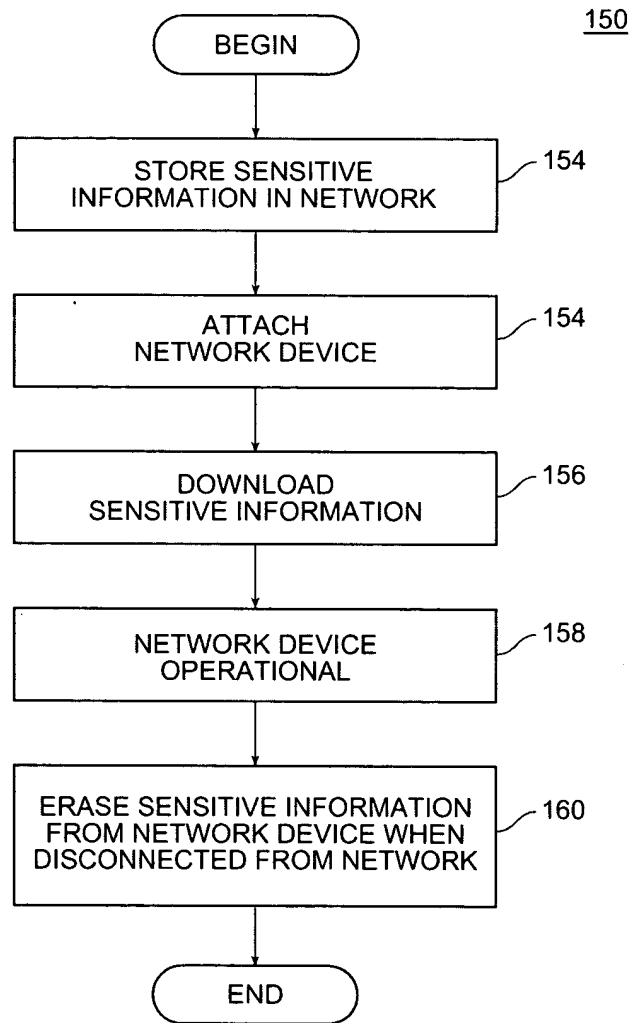 150
BEGIN
STORE SENSITIVE
INFORMATION IN NETWORK
154
ATTACH
NETWORK DEVICE
154
DOWNLOAD
SENSITIVE INFORMATION
156
NETWORK DEVICE
OPERATIONAL
158
ERASE SENSITIVE INFORMATION
FROM NETWORK DEVICE WHEN
DISCONNECTED FROM NETWORK
160
END